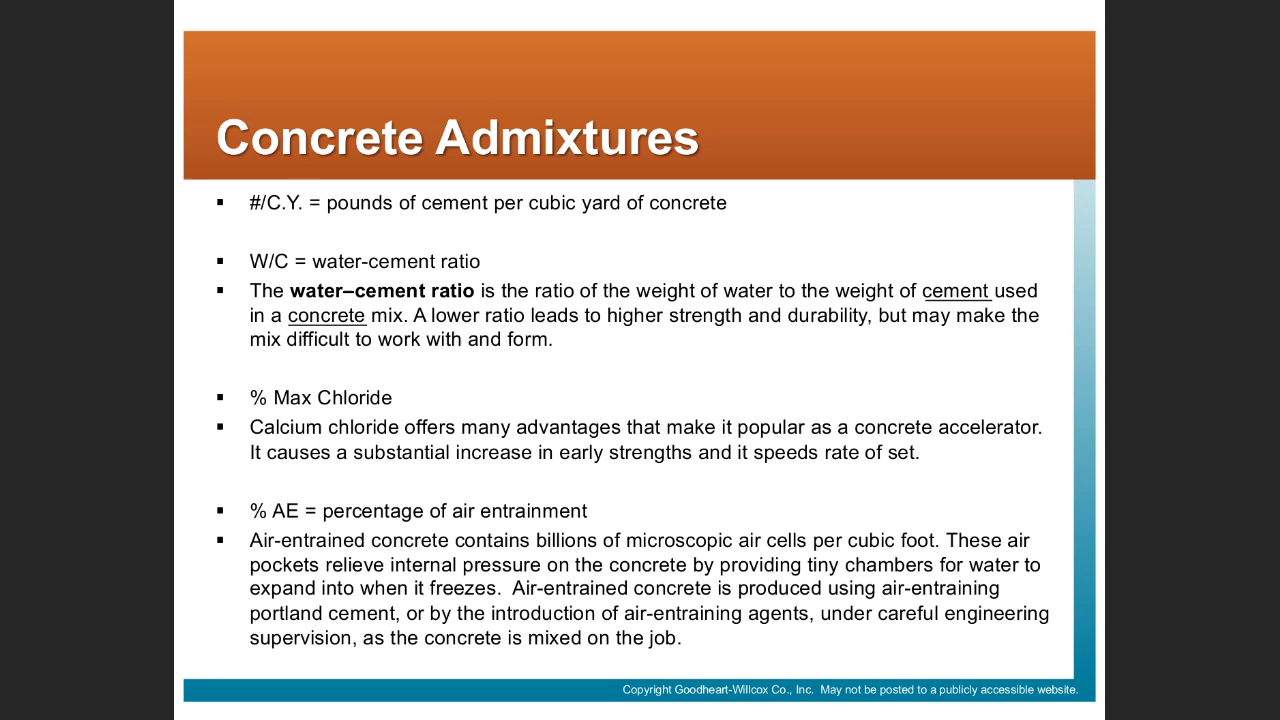 Concrete Admixtures
▪ #/C.Y. = pounds of cement per cubic yard of concrete
▪ W/C = water-cement ratio
▪ The water–cement ratio is the ratio of the weight of water to the weight of cement used
in a concrete mix. A lower ratio leads to higher strength and durability, but may make the
mix difficult to work with and form.
▪ % Max Chloride
▪ Calcium chloride offers many advantages that make it popular as a concrete accelerator.
It causes a substantial increase in early strengths and it speeds rate of set.
▪ % AE = percentage of air entrainment
▪ Air-entrained concrete contains billions of microscopic air cells per cubic foot. These air
pockets relieve internal pressure on the concrete by providing tiny chambers for water to
expand into when it freezes.  Air-entrained concrete is produced using air-entraining
portland cement, or by the introduction of air-entraining agents, under careful engineering
supervision, as the concrete is mixed on the job.
Copyright Goodheart-Willcox Co., Inc.  May not be posted to a publicly accessible website.